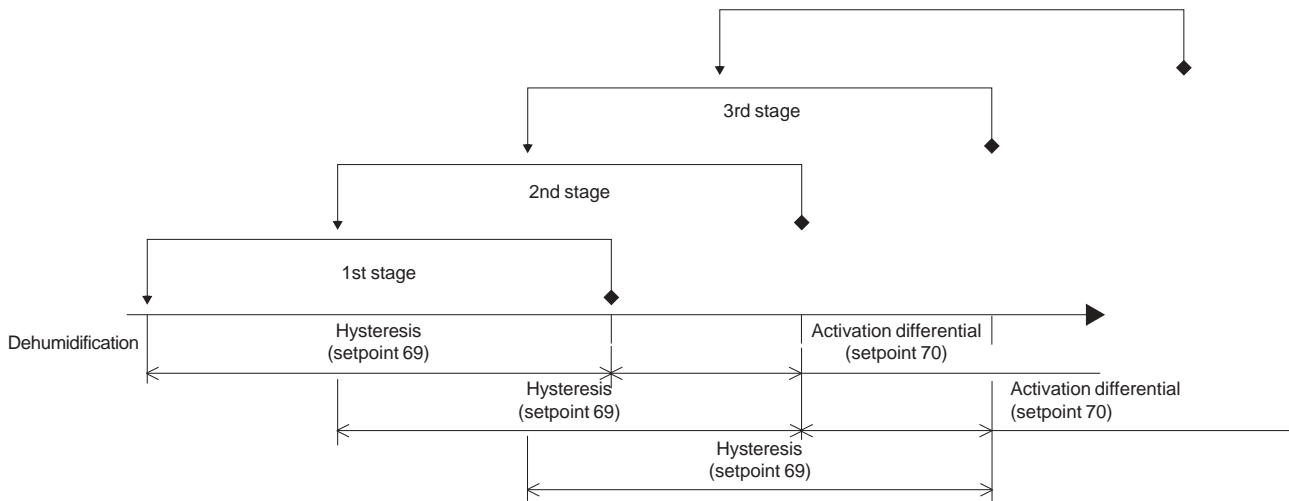 3rd stage
2nd stage
1st stage
Dehumidification
Hysteresis
(setpoint 69)
Activation differential
(setpoint 70)
Hysteresis
(setpoint 69)
Activation differential
(setpoint 70)
Hysteresis
(setpoint 69)